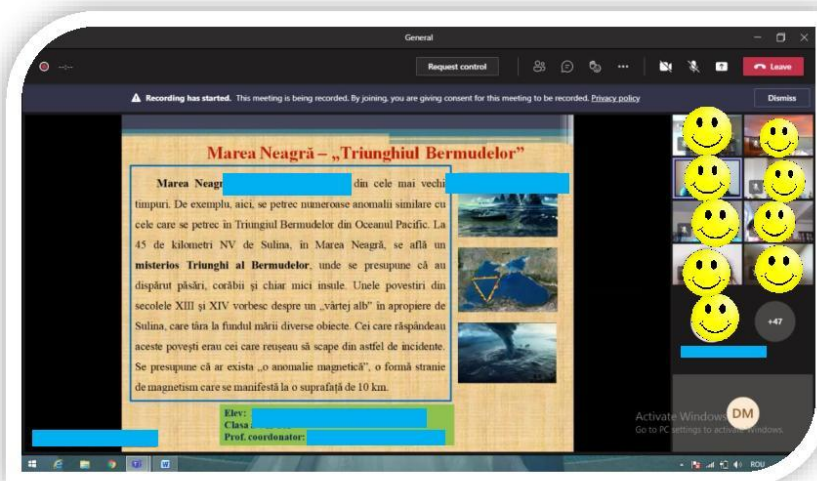 General
--:--
Request control
Leave
Recording has started. This meeting is being recorded. By joining, you are giving consent for this meeting to be recorded. Privacy policy
Dismiss
Marea Neagră – „Triunghiul Bermudelor”
Marea Neagr din cele mai vechi
timpuri. De exemplu, aici, se petrec numeroase anomalii similare cu
cele care se petrec în Triungiul Bermudelor din Oceanul Pacific. La
45 de kilometri NV de Sulina, în Marea Neagră, se află un
misterios Triunghi al Bermudelor, unde se presupune că au
dispărut păsări, corăbii și chiar mici insule. Unele povestiri din
secolele XIII și XIV vorbesc despre un „vârtej alb” în apropiere de
Sulina, care târa la fundul mării diverse obiecte. Cei care răspândeau
aceste povești erau cei care reușeau să scape din astfel de incidente.
Se presupune că ar exista „o anomalie magnetică”, o formă stranie
de magnetism care se manifestă la o suprafață de 10 km.
Elev:
Clasa
Prof. coordonator:
+47
DM
Activate Windows
Go to PC settings to activate Windows.
ROU